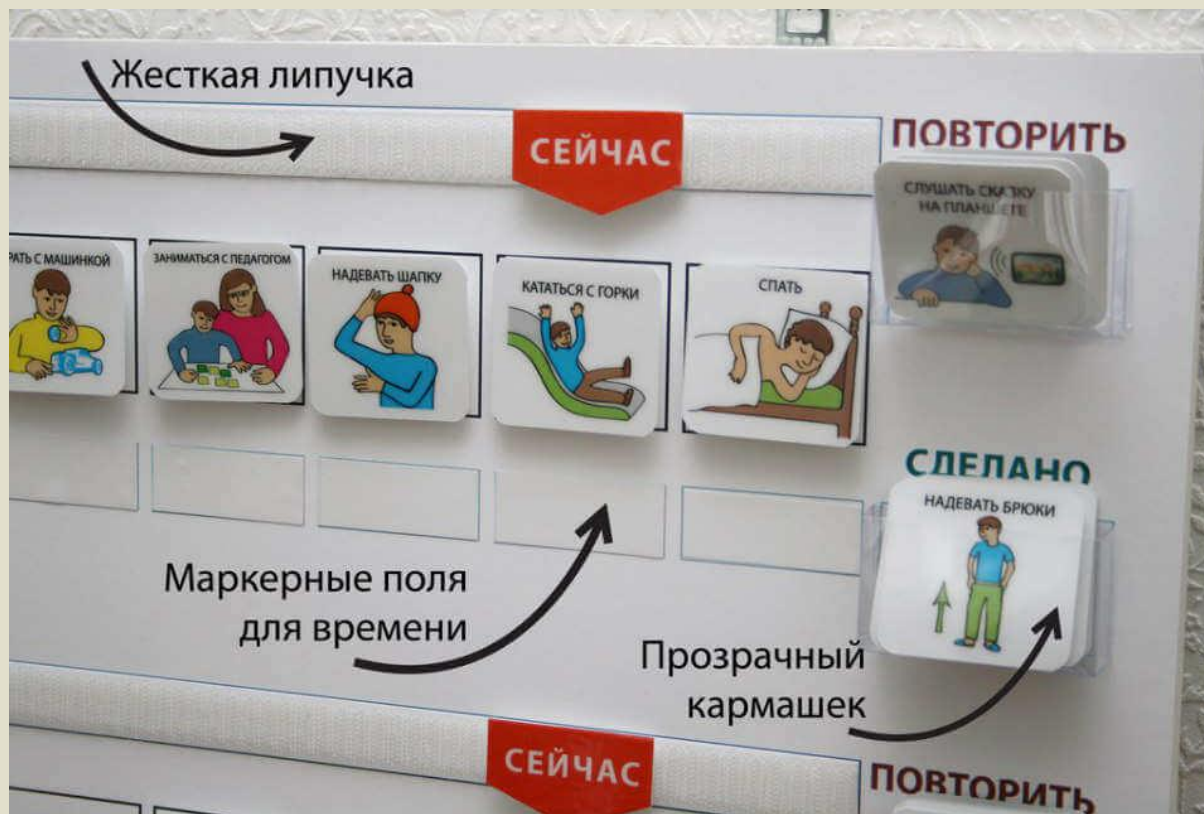 Жесткая липучка
СЕЙЧАС
ПОВТОРИТЬ
СЛУШАТЬ СКАЗКУ
НА ПЛАНШЕТЕ
С МАШИНКОЙ
ЗАНИМАТЬСЯ С ПЕДАГОГОМ
НАДЕВАТЬ ШАПКУ
КАТАТЬСЯ С ГОРКИ
СПАТЬ
СДЕЛАНО
НАДЕВАТЬ БРЮКИ
Маркерные поля
для времени
Прозрачный
кармашек
СЕЙЧАС
ПОВТОРИТЬ